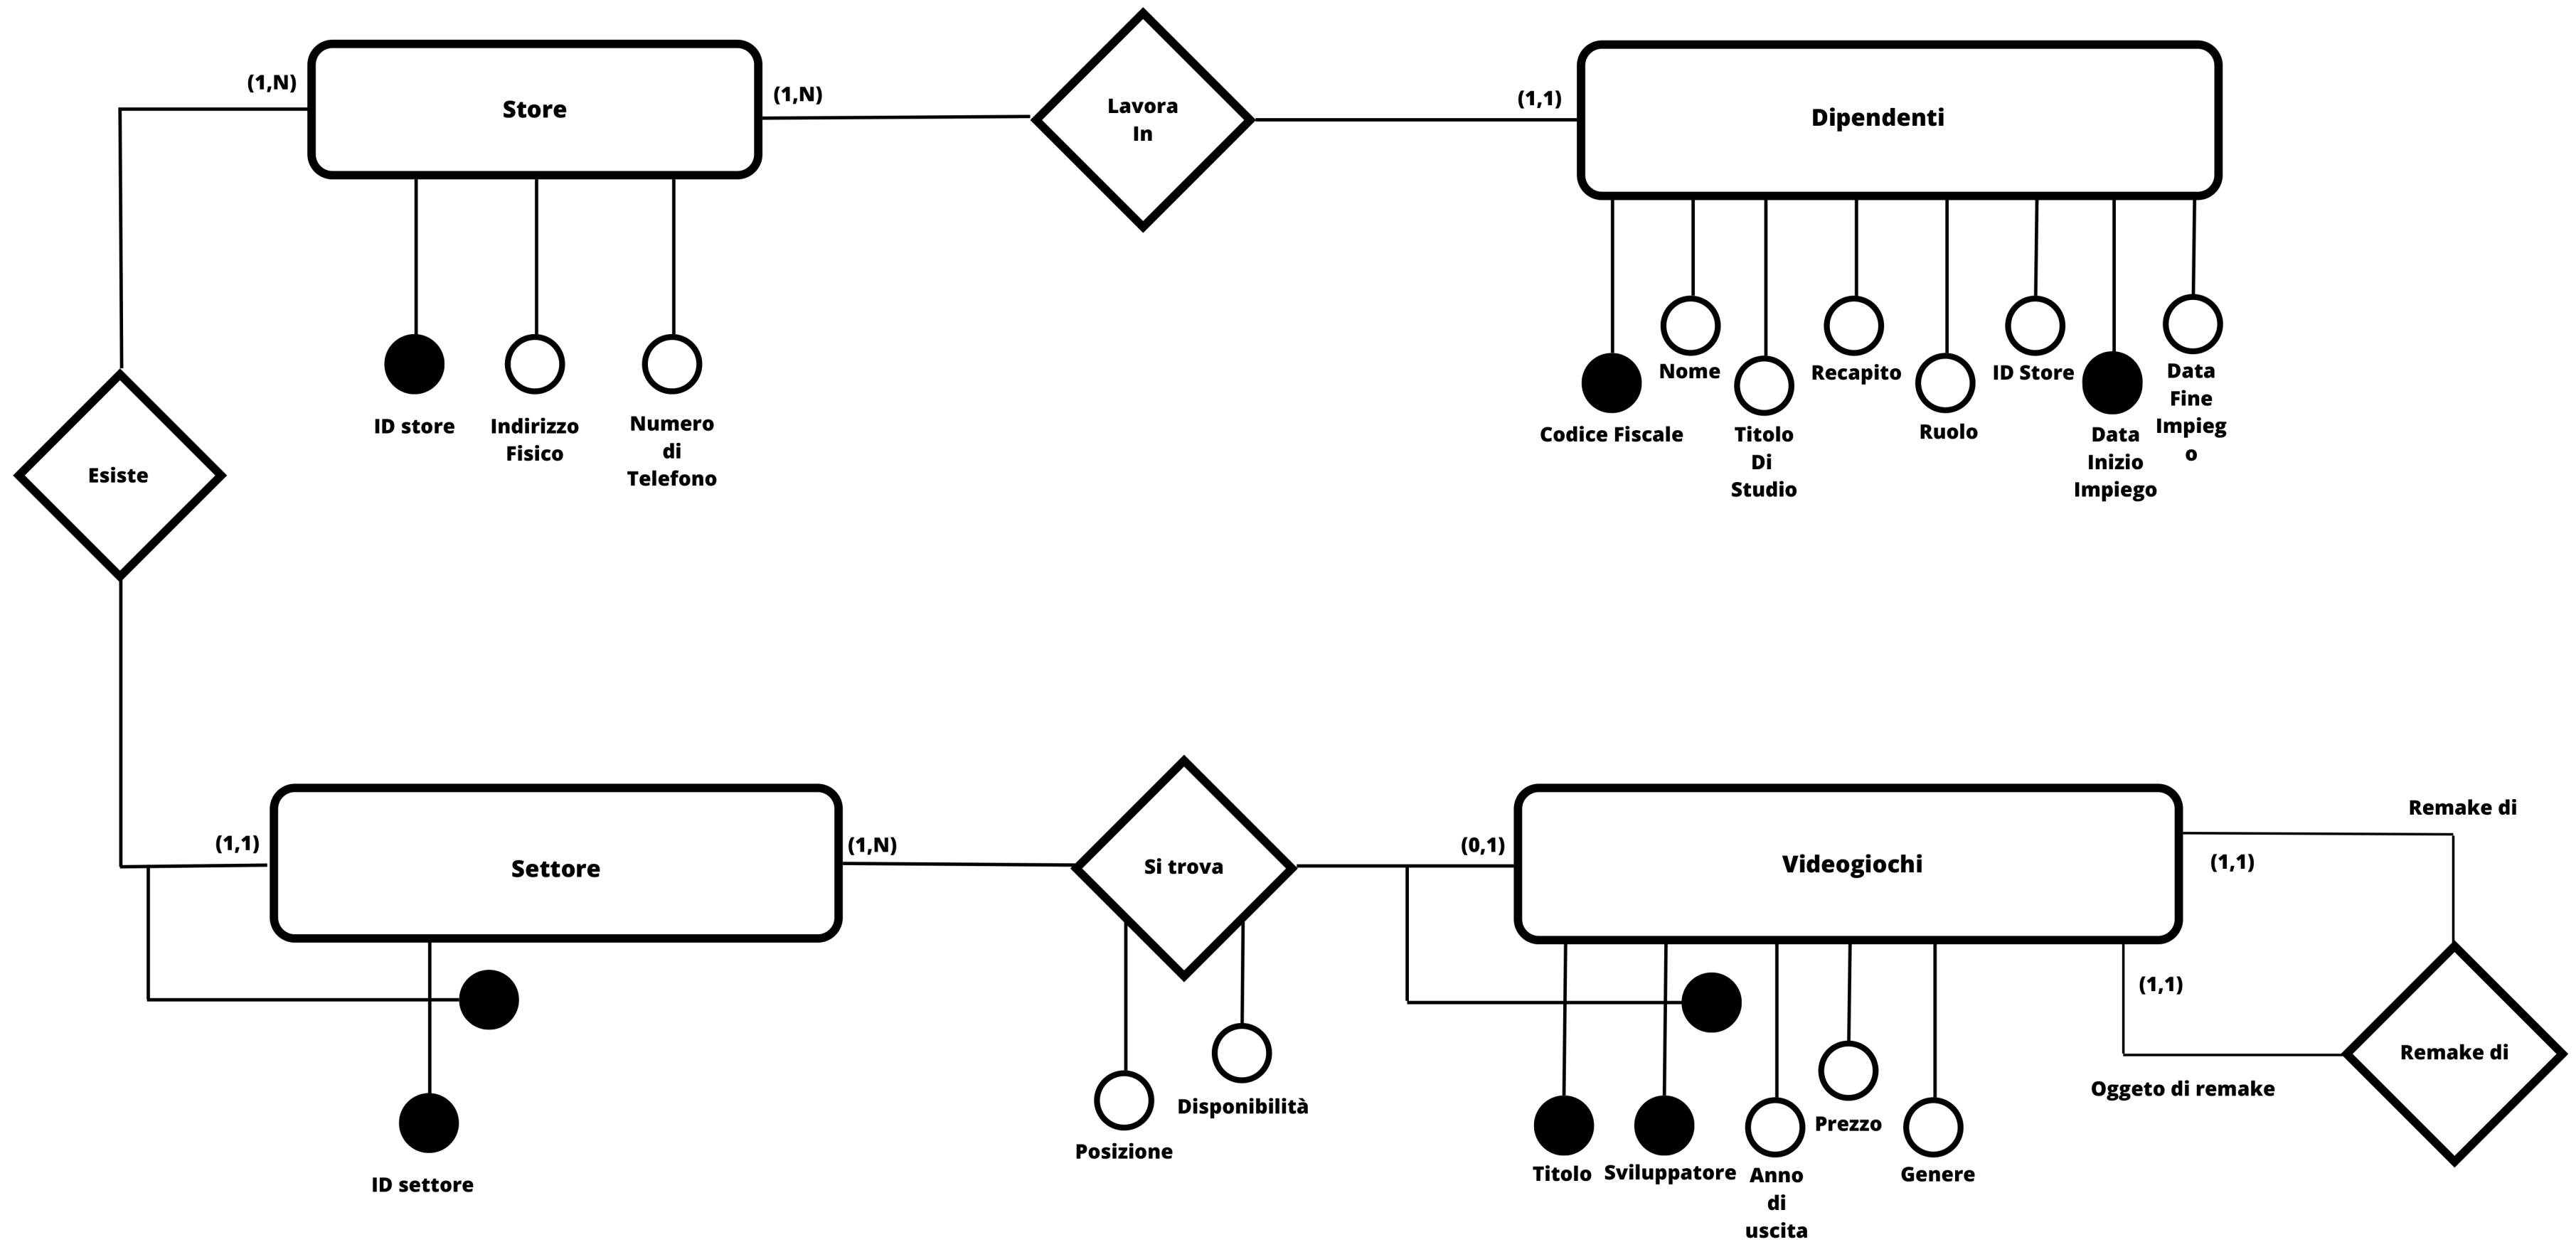 (1,N)
Store
(1,N)
Lavora
In
(1,1)
Dipendenti
ID store
Indirizzo
Fisico
Numero
di
Telefono
Codice Fiscale
Nome
Titolo
Di
Studio
Recapito
Ruolo
ID Store
Data
Inizio
Impiego
Data
Fine
Impieg
o
Esiste
(1,1)
Settore
(1,N)
Si trova
(0,1)
Videogiochi
Remake di
(1,1)
(1,1)
Remake di
Oggeto di remake
ID settore
Posizione
Disponibilità
Titolo
Sviluppatore
Anno
di
uscita
Prezzo
Genere